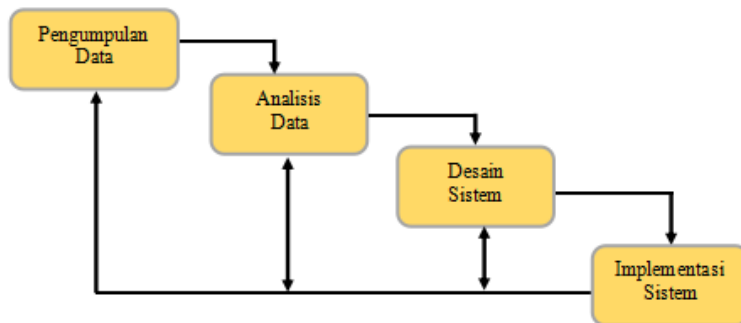 Pengumpulan
Data
Analisis
Data
Desain
Sistem
Implementasi
Sistem